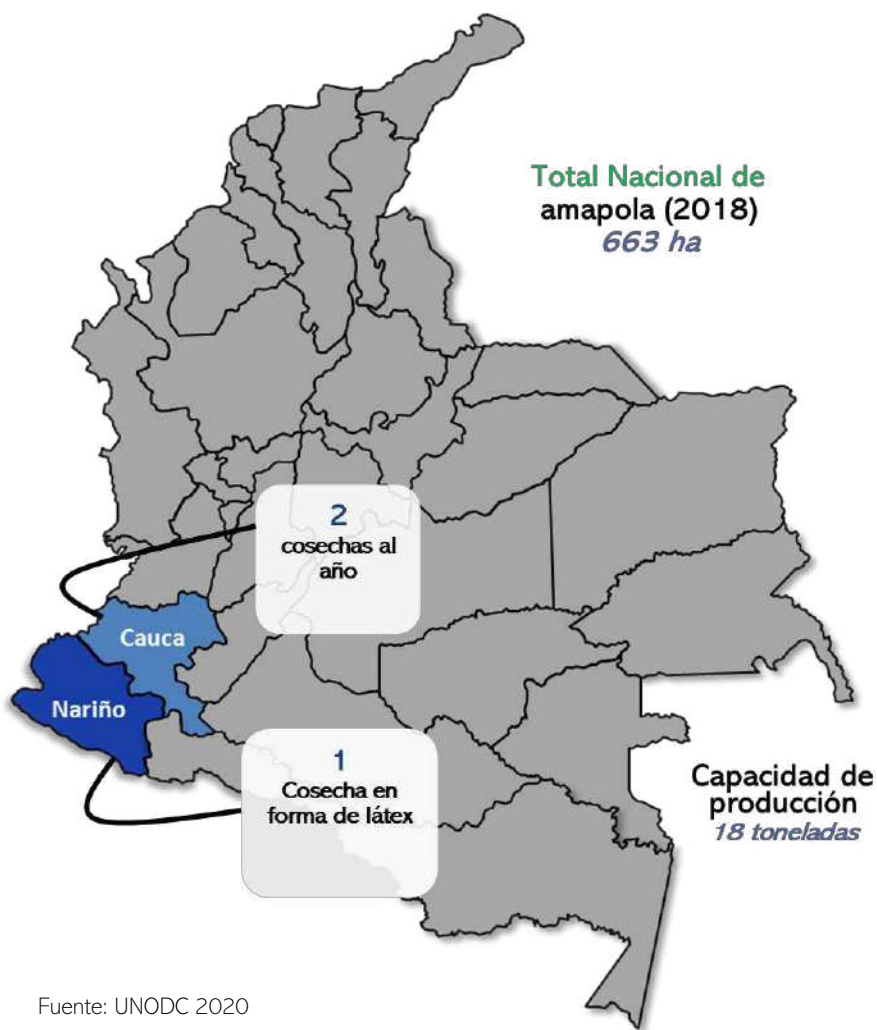 Total Nacional de
amapola (2018)
663 ha
2
cosechas al
año
Cauca
Nariño
1
Cosecha en
forma de látex
Capacidad de
producción
18 toneladas
Fuente: UNODC 2020